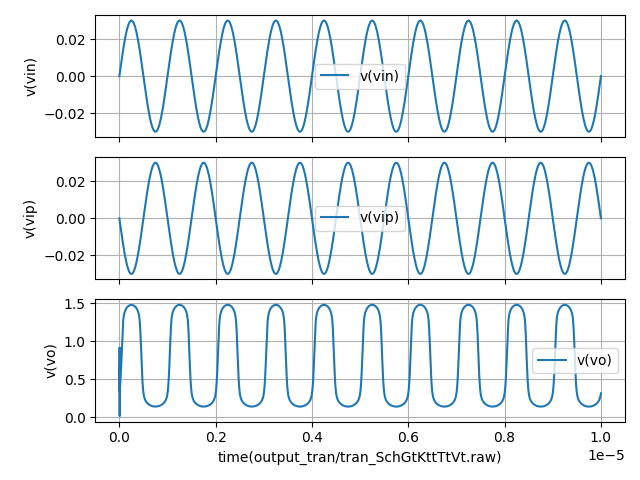 0.02
0.00
−0.02
v(vin)
v(vin)
0.02
0.00
−0.02
v(vip)
v(vip)
1.5
1.0
0.5
0.0
v(vo)
v(vo)
0.0 0.2 0.4 0.6 0.8 1.0
1e−5
time(output_tran/tran_SchGtKttTtVt.raw)